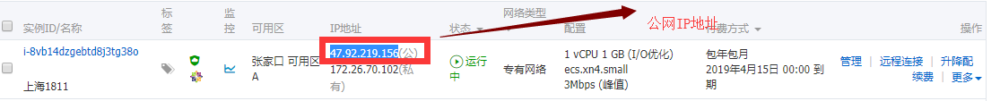 实例ID/名称
标签
监控
可用区
IP地址
状态
网络类型
配置
付费方式
操作
公网IP地址
i-8vb14dzgebtd8j3tg38o
上海1811
张家口 可用区
A
47.92.219.156(公)
172.26.70.102(私
有)
运行
中
专有网络
1 vCPU 1 GB (I/O优化)
ecs.xn4.small
3Mbps (峰值)
包年包月
2019年4月15日 00:00 到
期
管理 | 远程连接 | 升降配
续费 | 更多